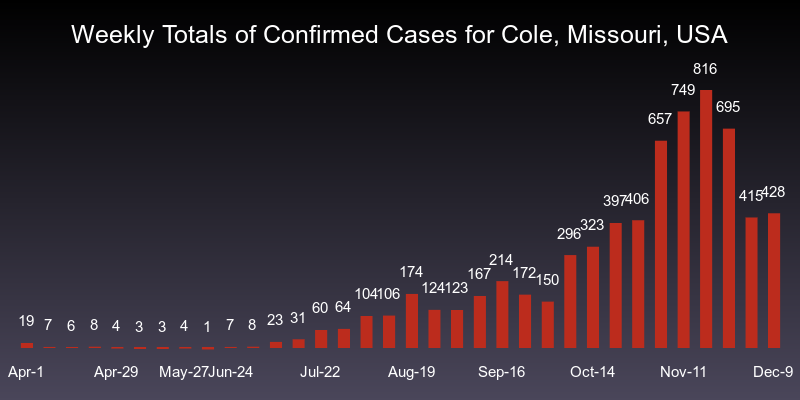 Weekly Totals of Confirmed Cases for Cole, Missouri, USA
19 7 6 8 4 3 3 4 1 7 8 23 31 60 64 104 106 174 124 123 167 214 172 150 296 323 397 406 657 749 816 695 415 428
Apr-1 Apr-29 May-27 Jun-24 Jul-22 Aug-19 Sep-16 Oct-14 Nov-11 Dec-9